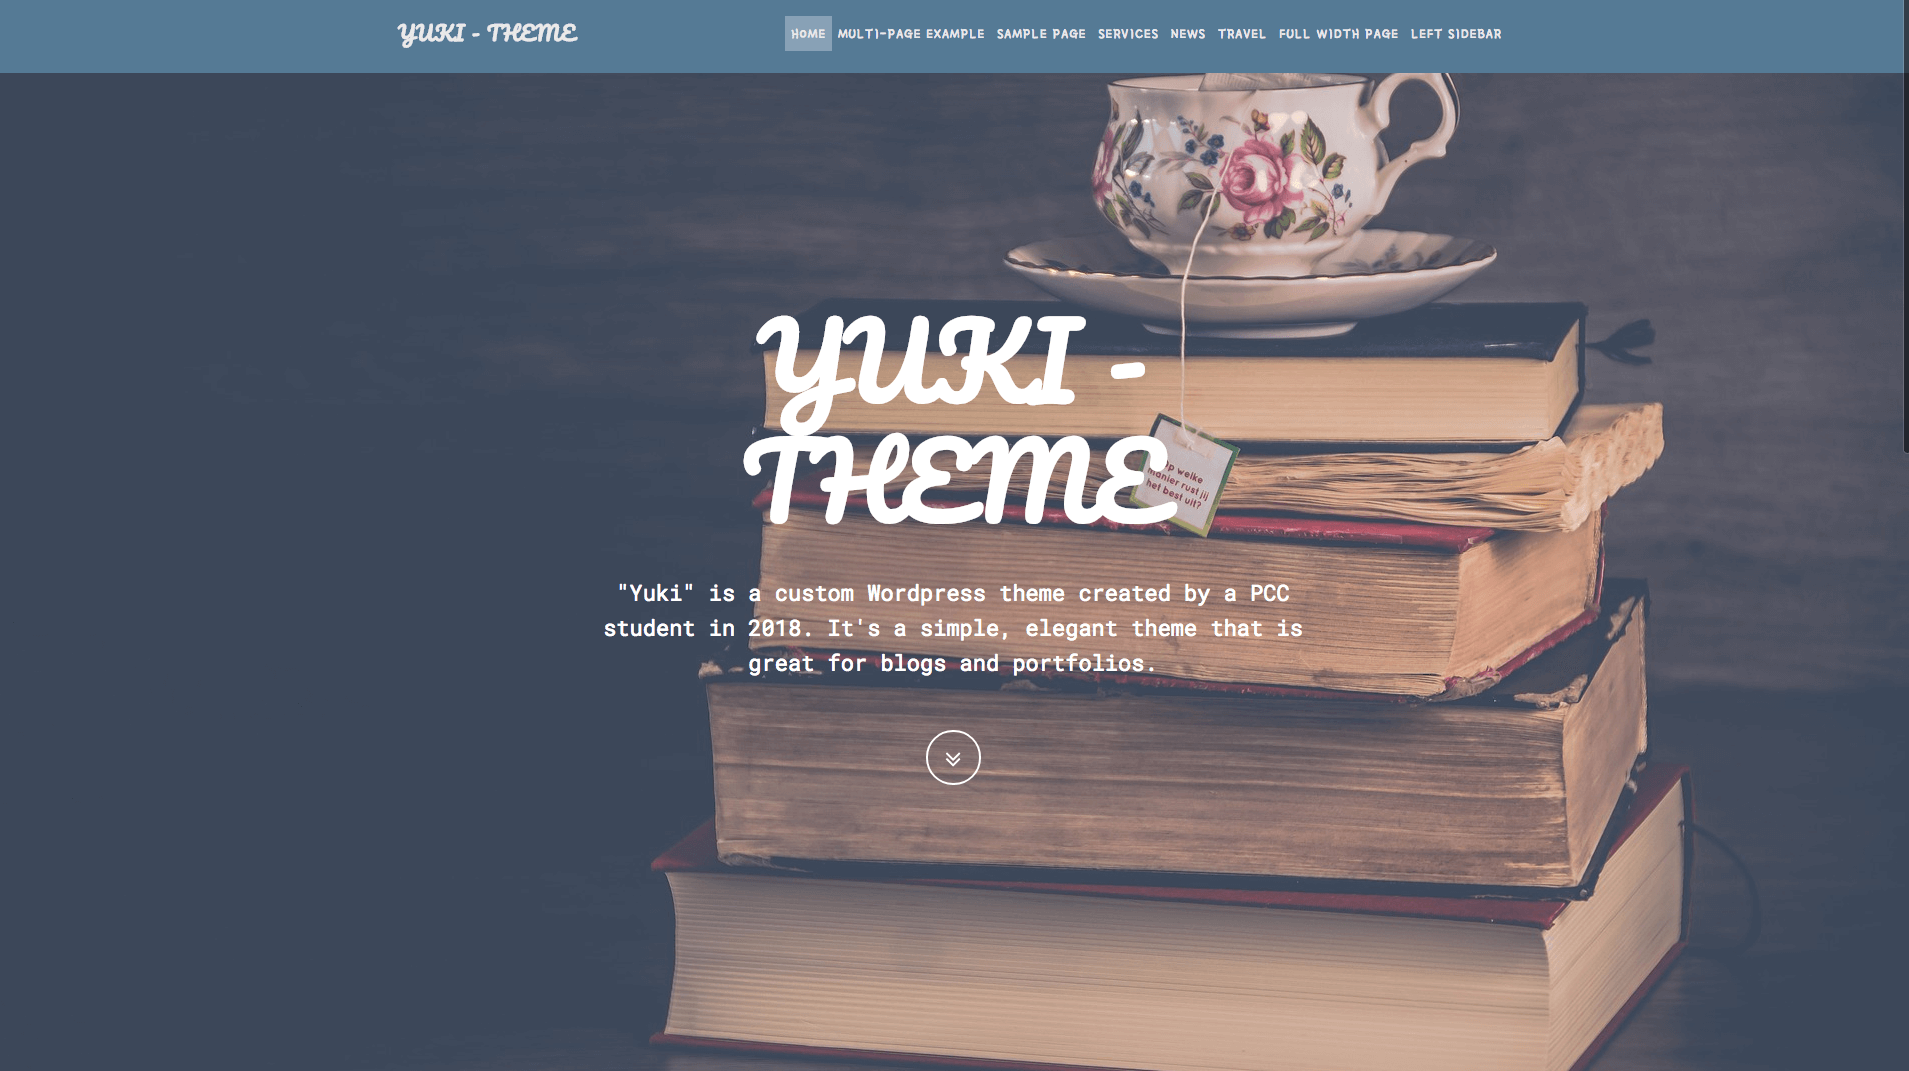 YUKI - THEME
HOME MULTI-PAGE EXAMPLE SAMPLE PAGE SERVICES NEWS TRAVEL FULL WIDTH PAGE LEFT SIDEBAR
YUKI -
THEME
welke
manier rust jij
het best uit?
"Yuki" is a custom Wordpress theme created by a PCC
student in 2018. It's a simple, elegant theme that is
great for blogs and portfolios.